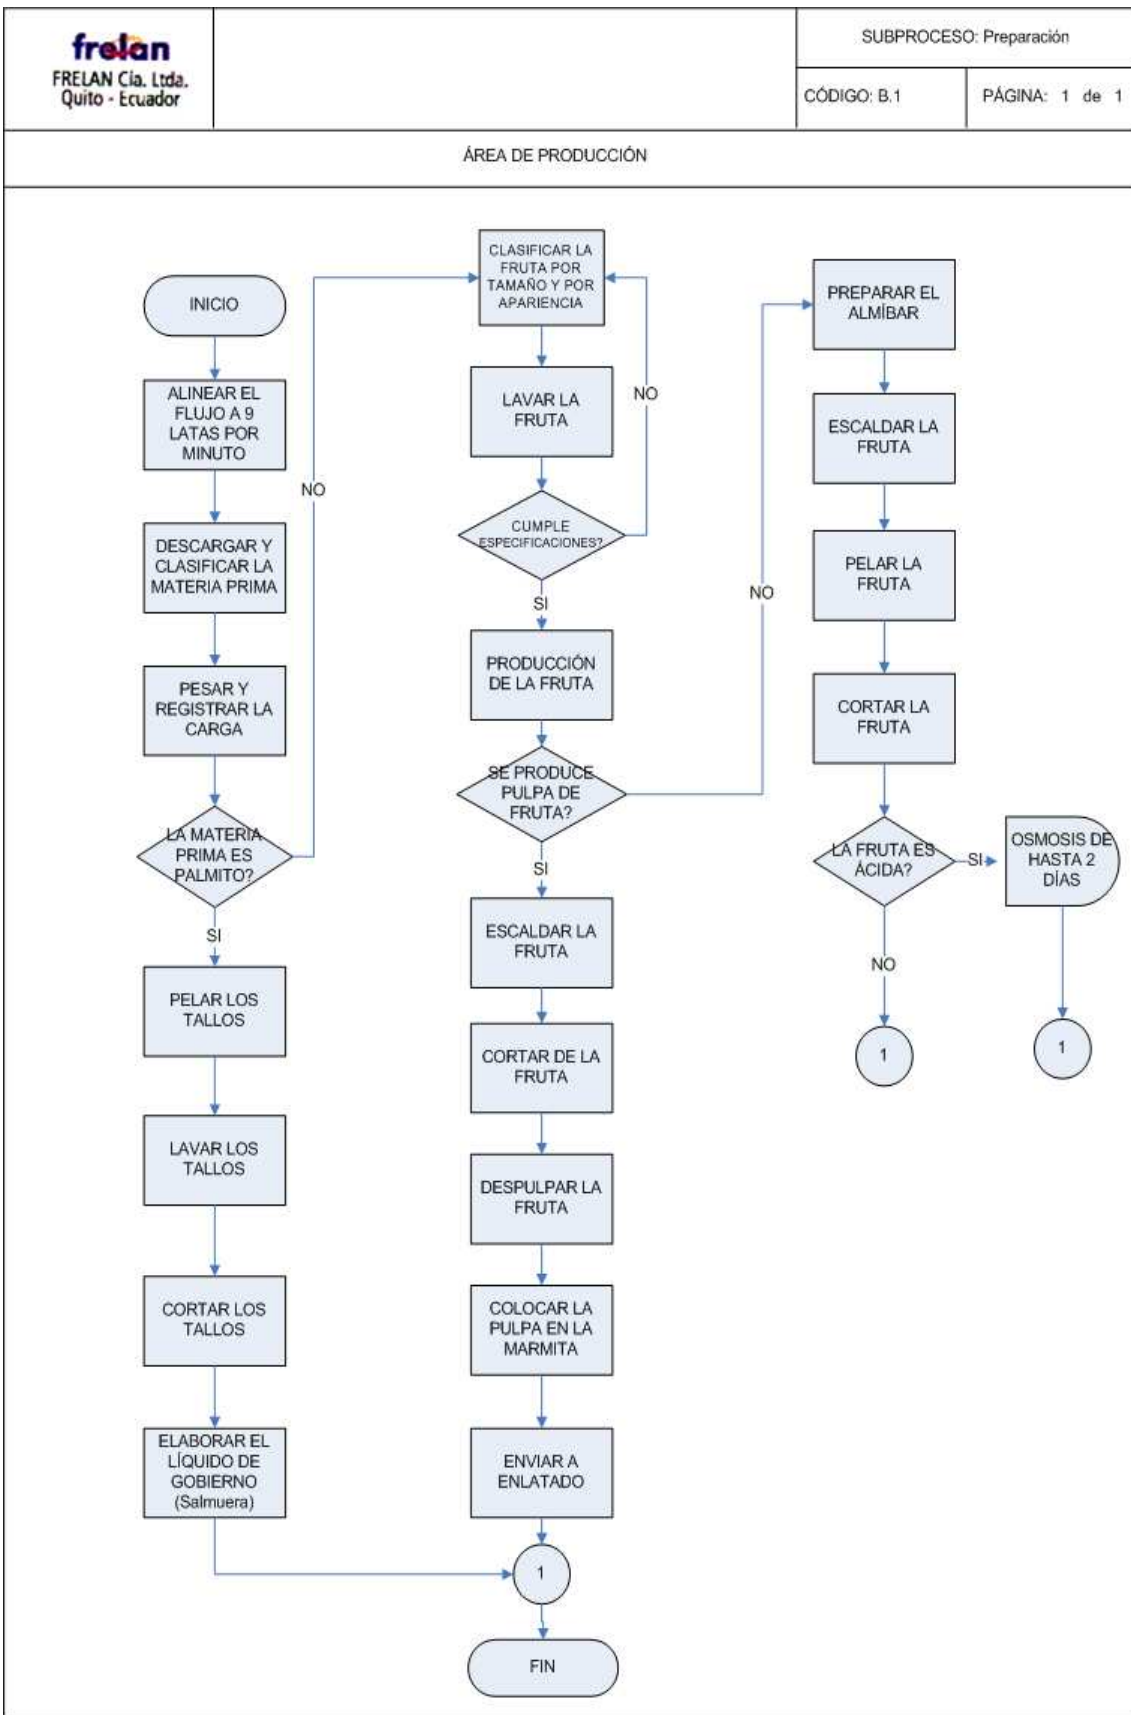 frelan
FRELAN Cía. Ltda.
Quito - Ecuador
SUBPROCESO: Preparación
CÓDIGO: B.1
PÁGINA: 1 de 1
ÁREA DE PRODUCCIÓN
INICIO
ALINEAR EL
FLUJO A 9
LATAS POR
MINUTO
DESCARGAR Y
CLASIFICAR LA
MATERIA PRIMA
PESAR Y
REGISTRAR LA
CARGA
LA MATERIA
PRIMA ES
PALMITO?
NO
SI
PELAR LOS
TALLOS
LAVAR LOS
TALLOS
CORTAR LOS
TALLOS
ELABORAR EL
LÍQUIDO DE
GOBIERNO
(Salmuera)
CLASIFICAR LA
FRUTA POR
TAMAÑO Y POR
APARIENCIA
LAVAR LA
FRUTA
NO
CUMPLE
ESPECIFICACIONES?
SI
PRODUCCIÓN
DE LA FRUTA
SE PRODUCE
PULPA DE
FRUTA?
NO
SI
ESCALDAR LA
FRUTA
CORTAR DE LA
FRUTA
DESPULPAR LA
FRUTA
COLOCAR LA
PULPA EN LA
MARMITA
ENVIAR A
ENLATADO
1
FIN
PREPARAR EL
ALMÍBAR
ESCALDAR LA
FRUTA
PELAR LA
FRUTA
CORTAR LA
FRUTA
LA FRUTA ES
ÁCIDA?
SI
OSMOSIS DE
HASTA 2
DÍAS
NO
1
1